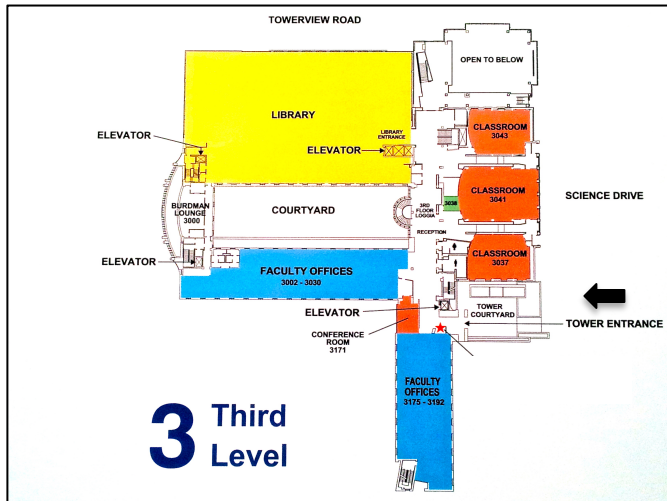 TOWERVIEW ROAD
OPEN TO BELOW
LIBRARY
LIBRARY
ENTRANCE
ELEVATOR
ELEVATOR
CLASSROOM
3043
CLASSROOM
3041
SCIENCE DRIVE
BURDMAN
LOUNGE
3000
COURTYARD
3RD
FLOOR
LOGGIA
3038
RECEPTION
CLASSROOM
3037
ELEVATOR
FACULTY OFFICES
3002 - 3030
ELEVATOR
TOWER
COURTYARD
TOWER ENTRANCE
CONFERENCE
ROOM
3171
FACULTY
OFFICES
3175 - 3192
3 Third
Level